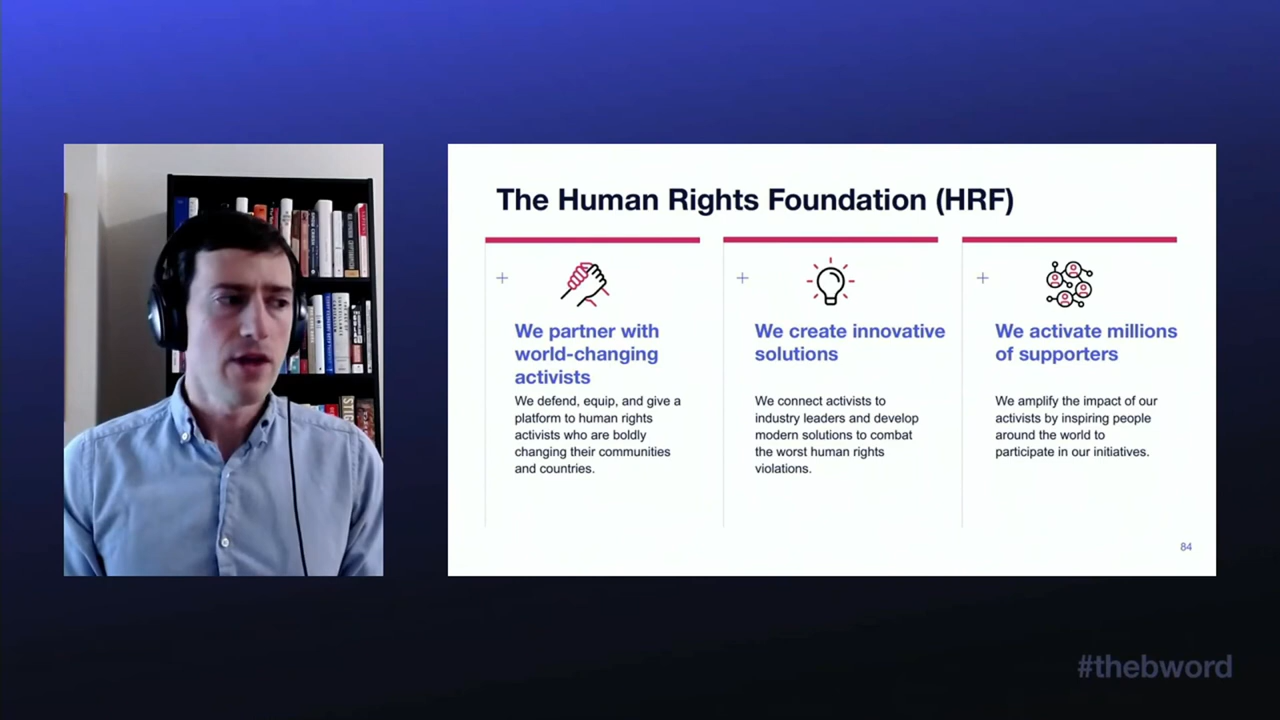 The Human Rights Foundation (HRF)
We partner with
world-changing
activists
We defend, equip, and give a
platform to human rights
activists who are boldly
changing their communities
and countries.
We create innovative
solutions
We connect activists to
industry leaders and develop
modern solutions to combat
the worst human rights
violations.
We activate millions
of supporters
We amplify the impact of our
activists by inspiring people
around the world to
participate in our initiatives.
84
#thebword